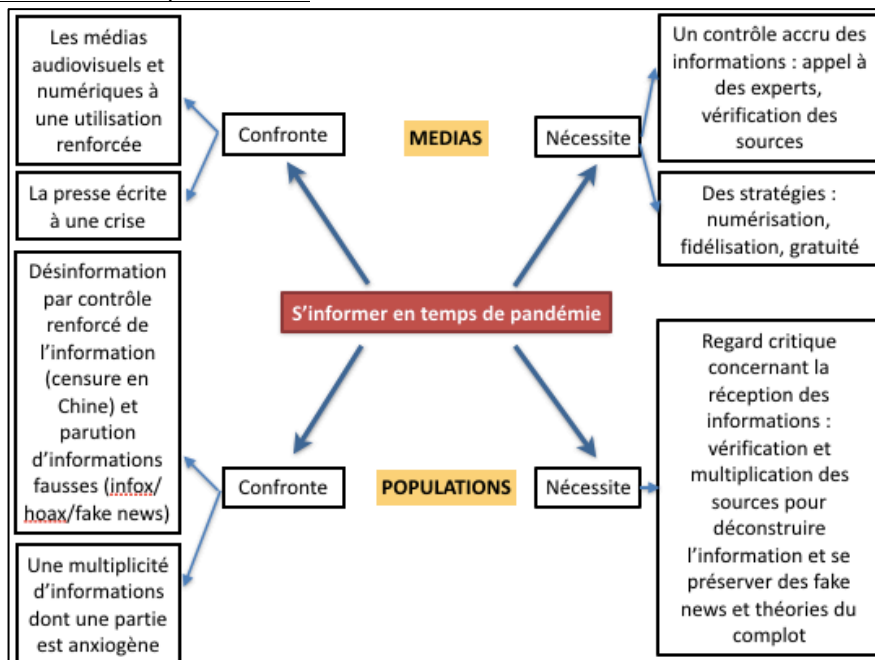 Les médias
audiovisuels et
numériques à
une utilisation
renforcée
La presse écrite
à une crise
Confronte
MEDIAS
Nécessite
Un contrôle accru des
informations : appel à
des experts,
vérification des
sources
Des stratégies :
numérisation,
fidélisation, gratuité
S'informer en temps de pandémie
Désinformation
par contrôle
renforcé de
l'information
(censure en
Chine) et
parution
d'informations
fausses (infox/
hoax/fake news)
Une multiplicité
d'informations
dont une partie
est anxiogène
Confronte
POPULATIONS
Nécessite
Regard critique
concernant la
réception des
informations :
vérification et
multiplication des
sources pour
déconstruire
l'information et se
préserver des fake
news et théories du
complot